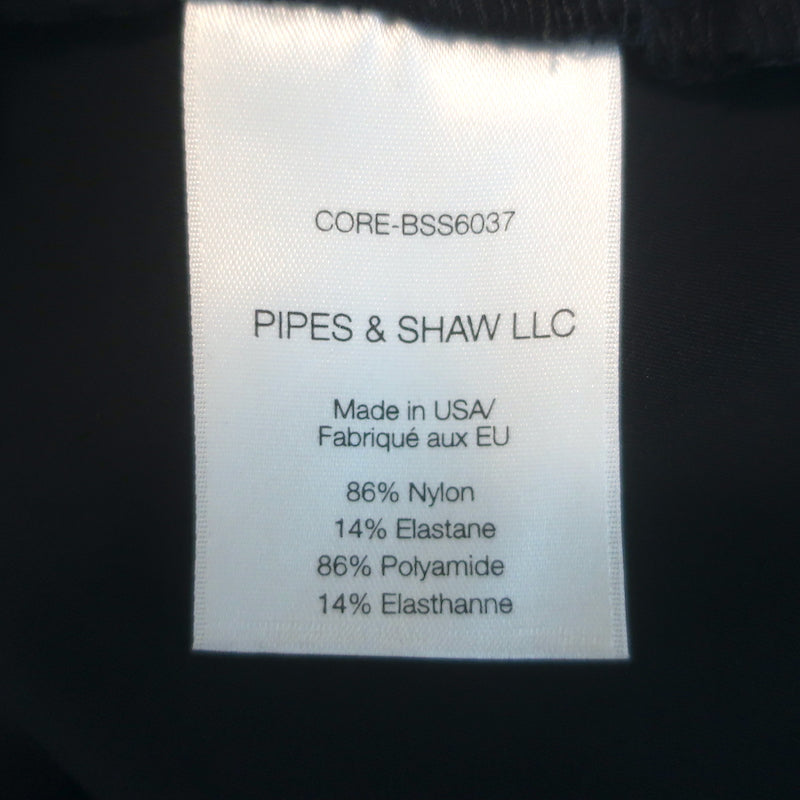 CORE-BSS6037
PIPES & SHAW LLC
Made in USA/
Fabriqué aux EU
86% Nylon
14% Elastane
86% Polyamide
14% Elasthanne